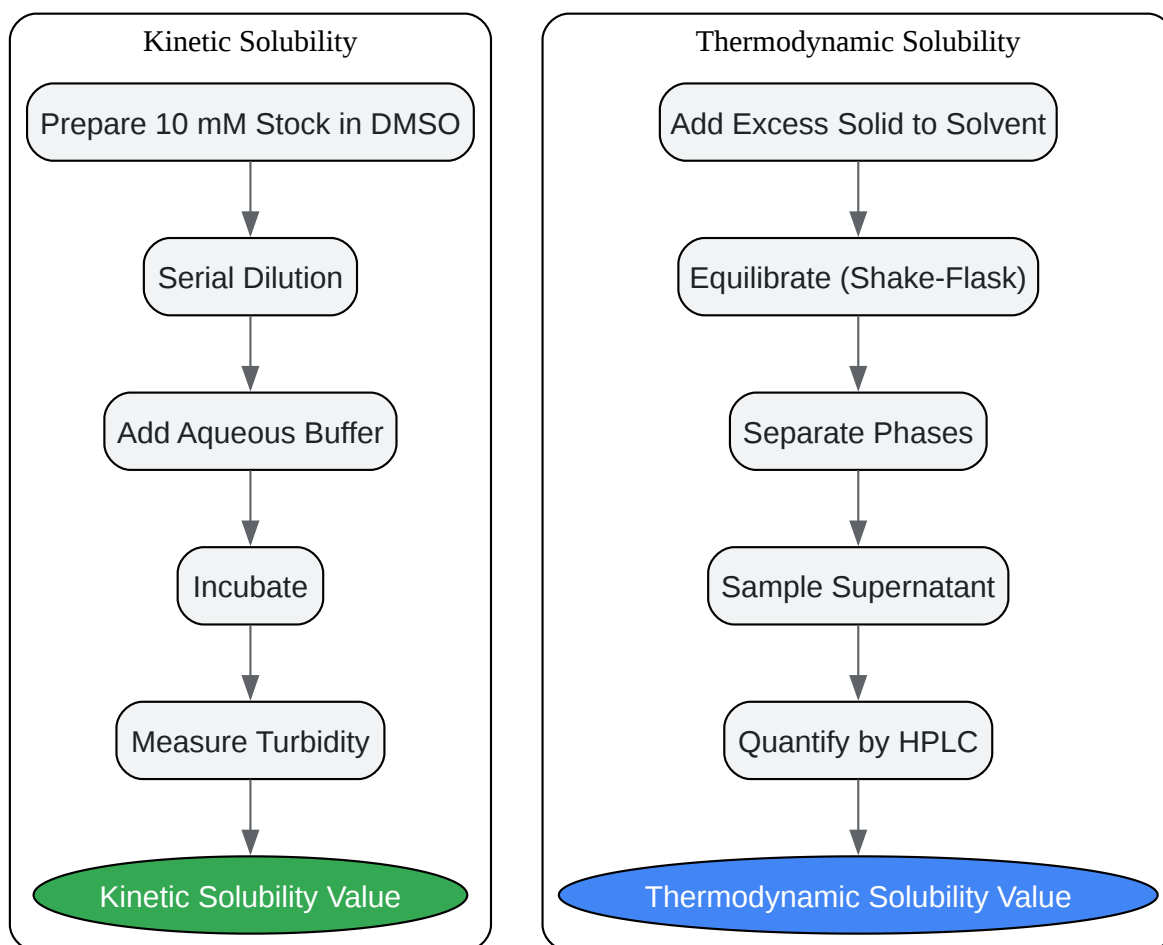 Kinetic Solubility
Prepare 10 mM Stock in DMSO
Serial Dilution
Add Aqueous Buffer
Incubate
Measure Turbidity
Kinetic Solubility Value
Thermodynamic Solubility
Add Excess Solid to Solvent
Equilibrate (Shake-Flask)
Separate Phases
Sample Supernatant
Quantify by HPLC
Thermodynamic Solubility Value